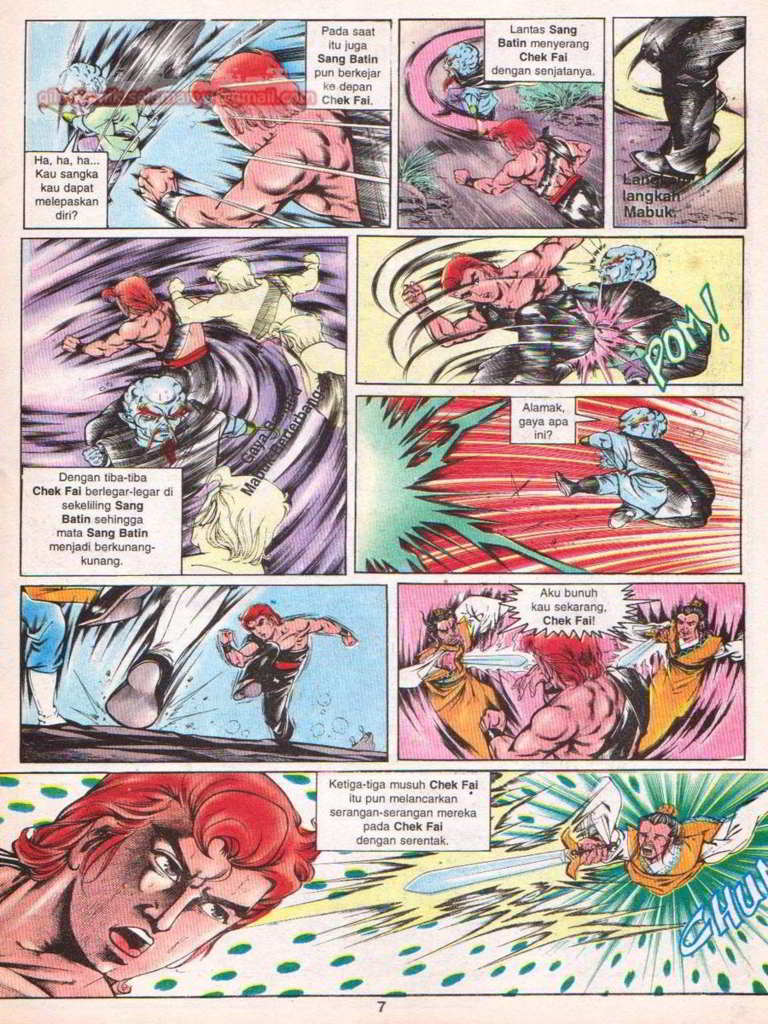 Pada saat
itu juga
Sang Batin
pun berkejar
ke depan
Chek Fai.
Ha, ha, ha...
Kau sangka
kau dapat
melepaskan
diri?
Lantas Sang
Batin menyerang
Chek Fai
dengan senjatanya.
langkah
Mabuk.
Mabuk
Dengan tiba-tiba
Chek Fai berlegar-legar di
sekeliling Sang
Batin sehingga
mata Sang Batin
menjadi berkunang-
kunang.
POM!
Alamak,
gaya apa
ini?
Aku bunuh
kau sekarang,
Chek Fai!
Ketiga-tiga musuh Chek Fai
itu pun melancarkan
serangan-serangan mereka
pada Chek Fai
dengan serentak.
7